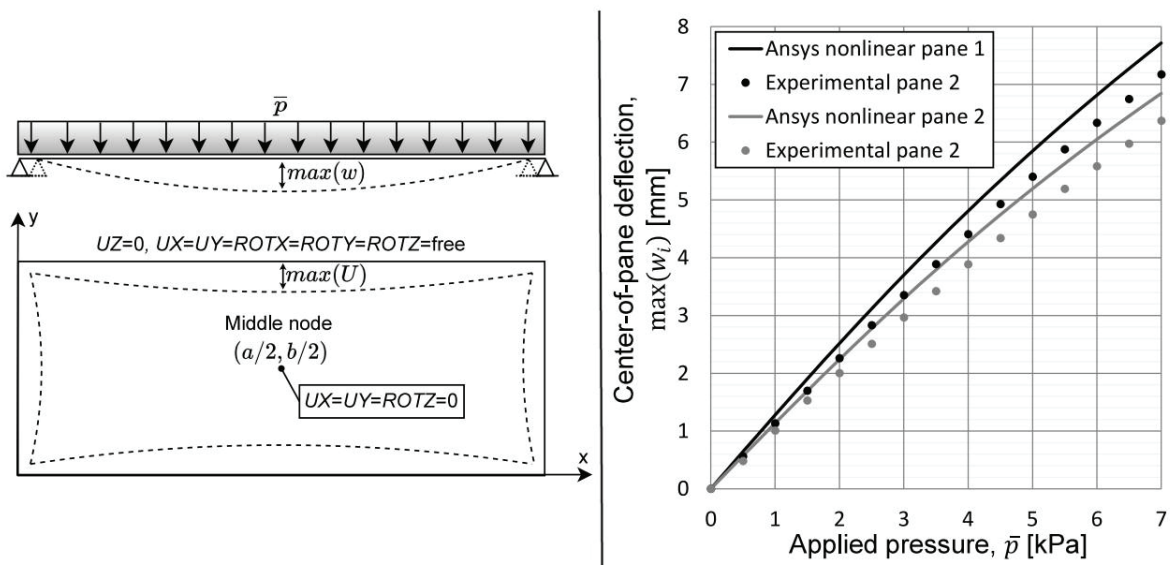 p̅
max(w)
y
UZ=0, UX=UY=ROTX=ROTY=ROTZ=free
max(U)
Middle node
(a/2, b/2)
UX=UY=ROTZ=0
x
Center-of-pane deflection,
max(wᵢ) [mm]
8
7
6
5
4
3
2
1
0
Ansys nonlinear pane 1
Experimental pane 2
Ansys nonlinear pane 2
Experimental pane 2
0 1 2 3 4 5 6 7
Applied pressure, p̅ [kPa]